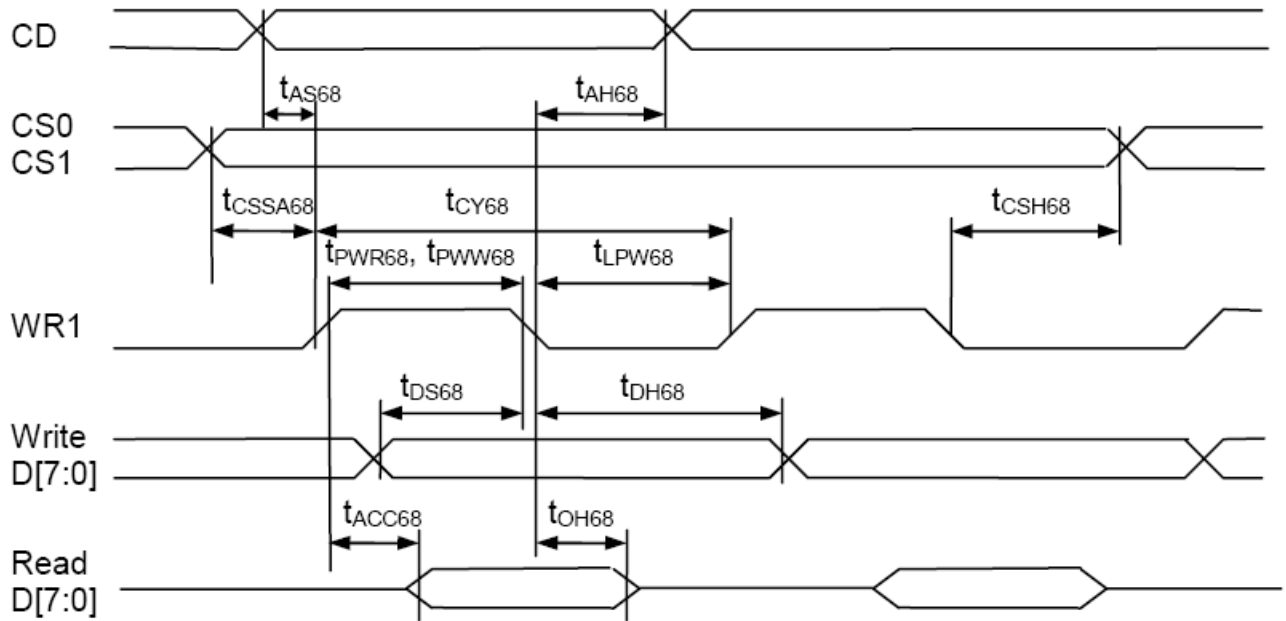 CD
tAS68 tAH68
CS0
CS1
tCSSA68 tCY68 tCSH68
tPWR68, tPWW68 tLPW68
WR1
tDS68 tDH68
Write
D[7:0]
tACC68 tOH68
Read
D[7:0]